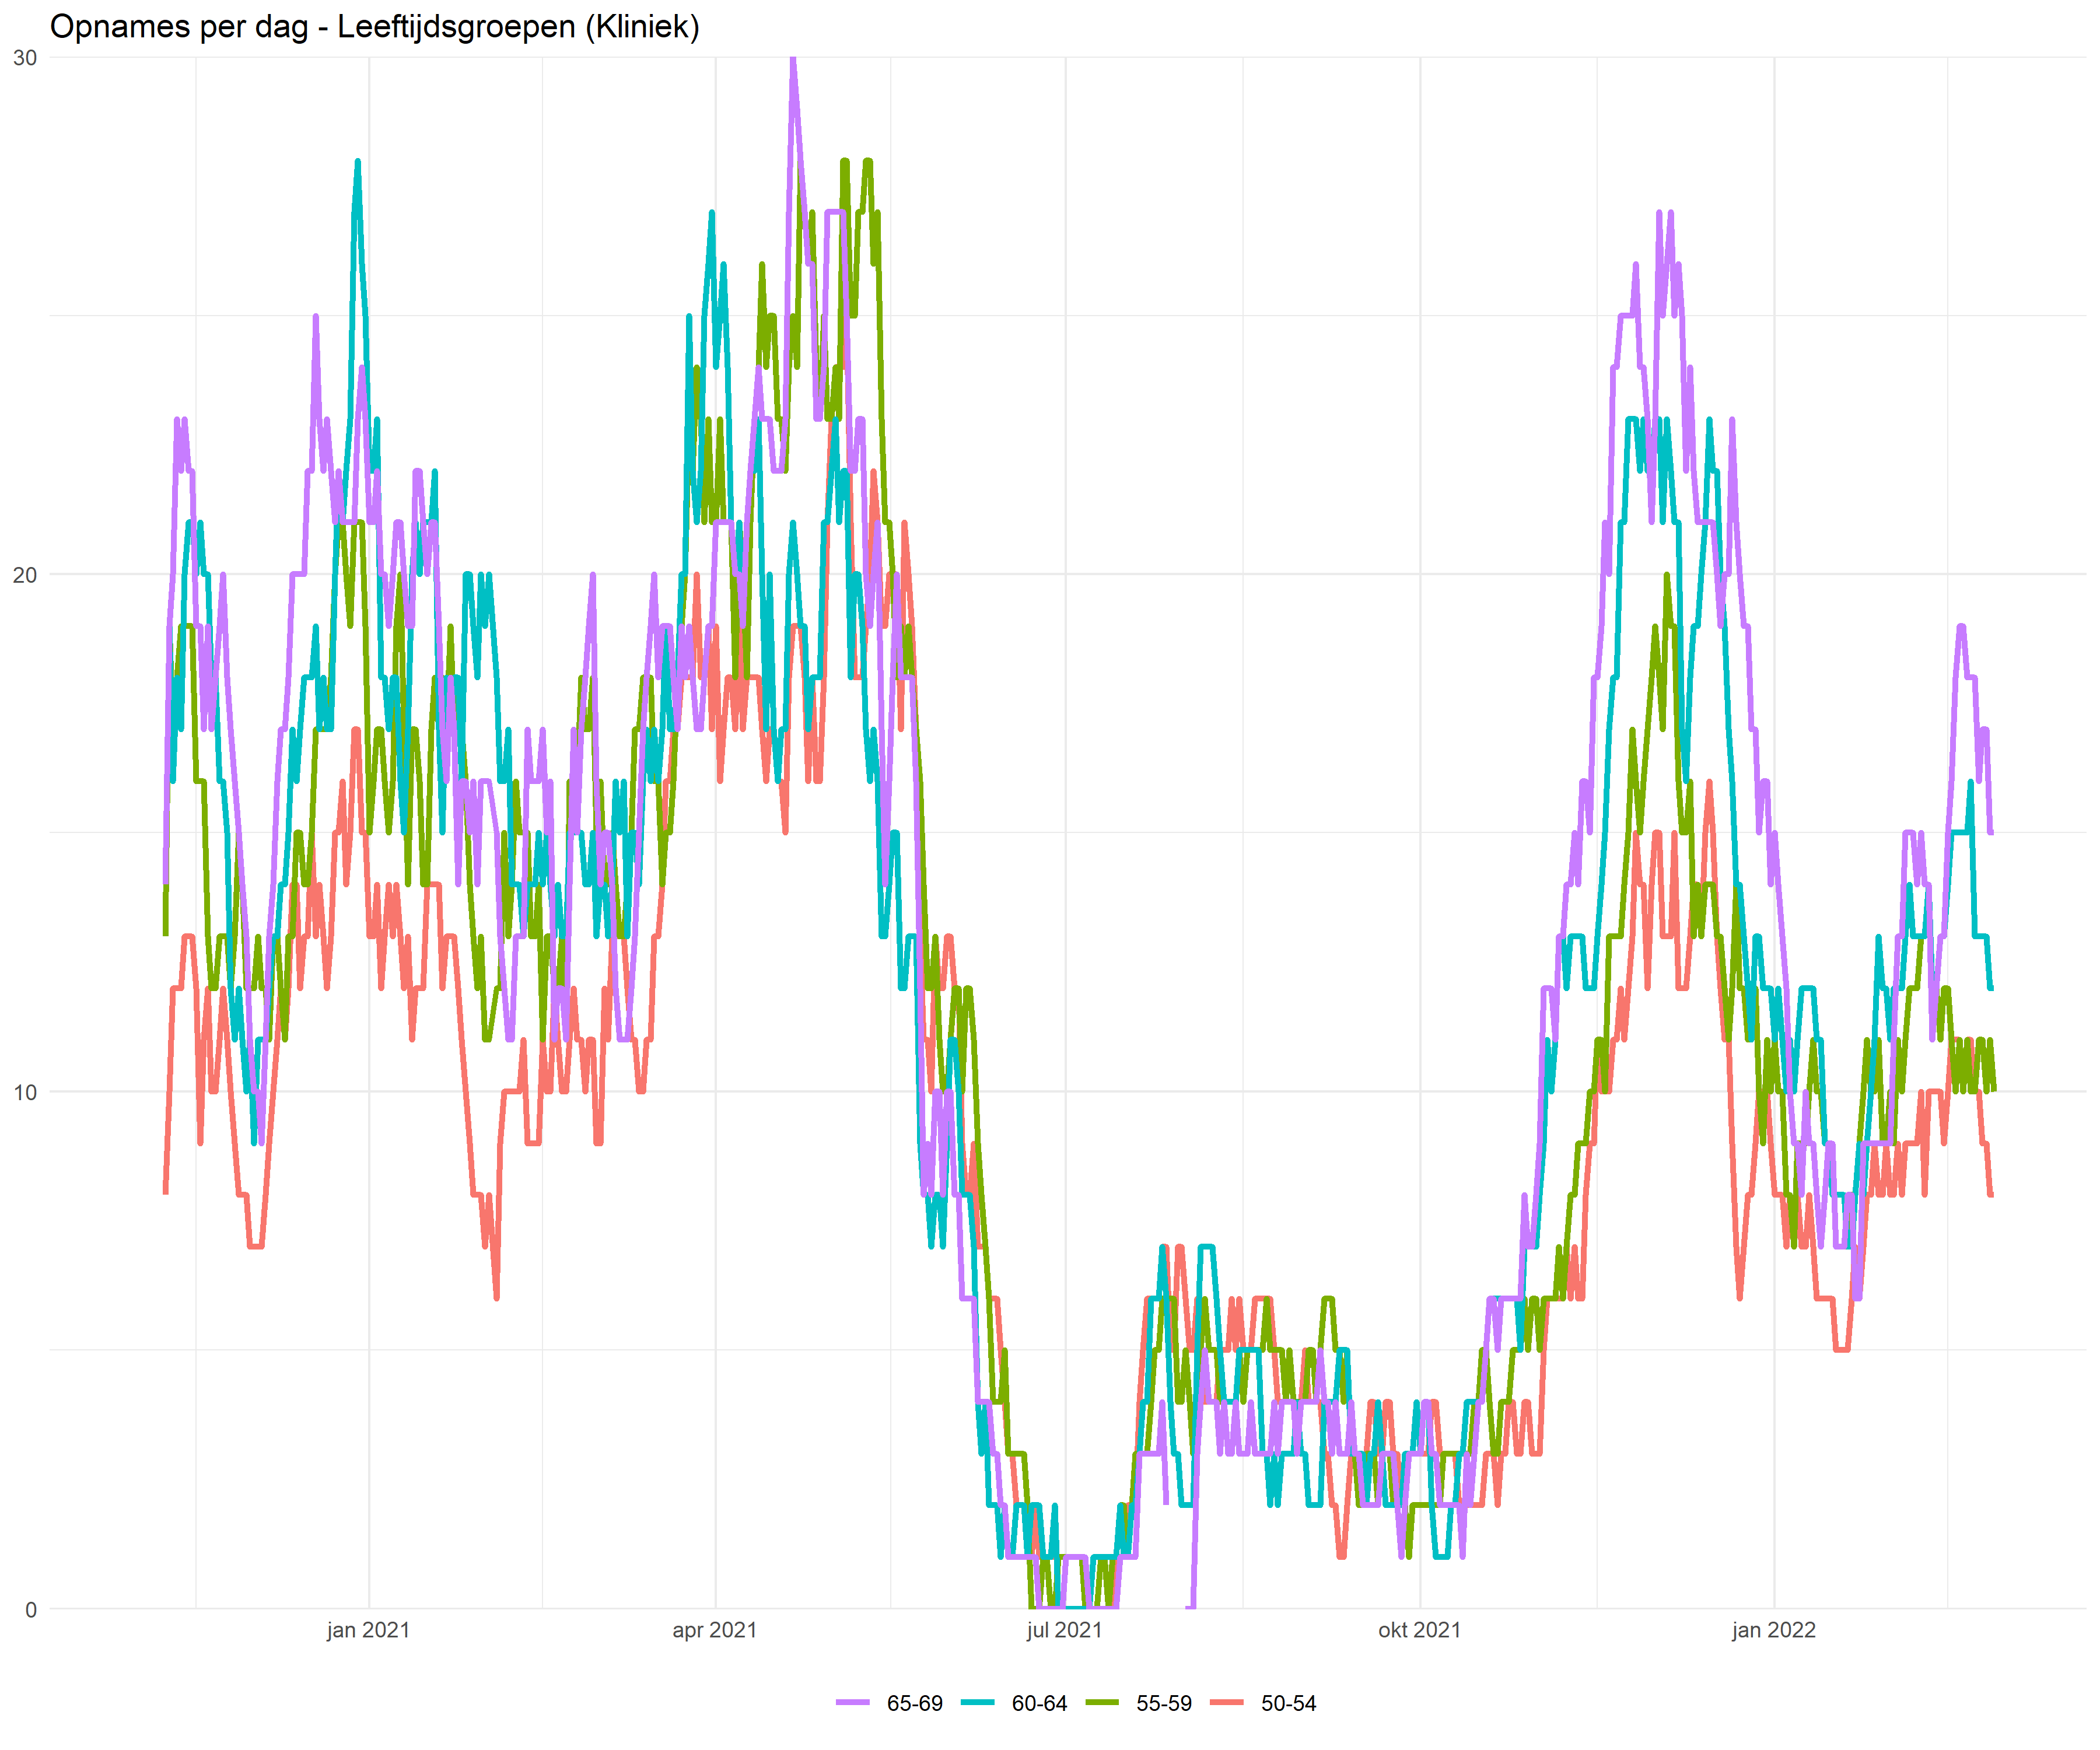 Opnames per dag - Leeftijdsgroepen (Kliniek)
30
20
10
0
jan 2021 apr 2021 jul 2021 okt 2021 jan 2022
65-69 60-64 55-59 50-54